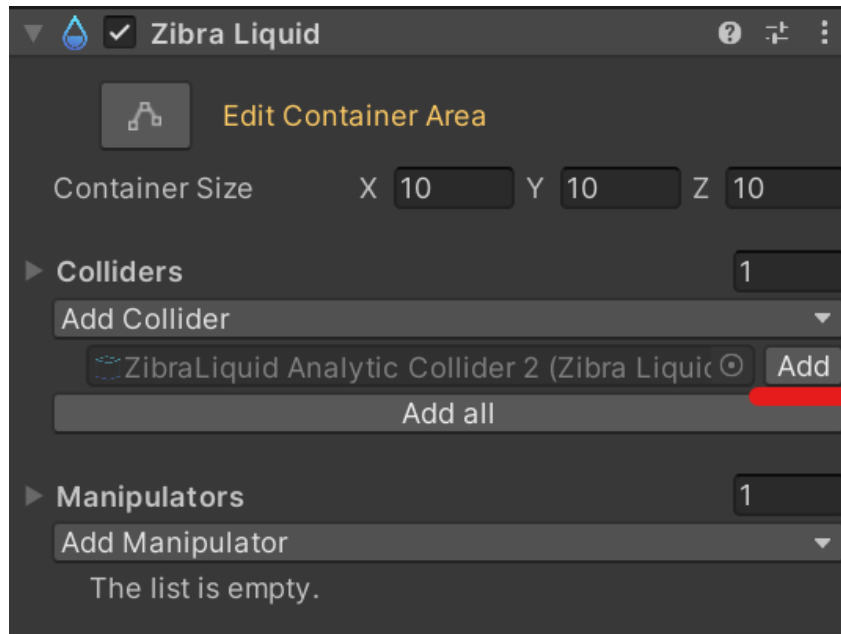 Zibra Liquid
Edit Container Area
Container Size X 10 Y 10 Z 10
Colliders 1
Add Collider
ZibraLiquid Analytic Collider 2 (Zibra Liquid Add
Add all
Manipulators 1
Add Manipulator
The list is empty.